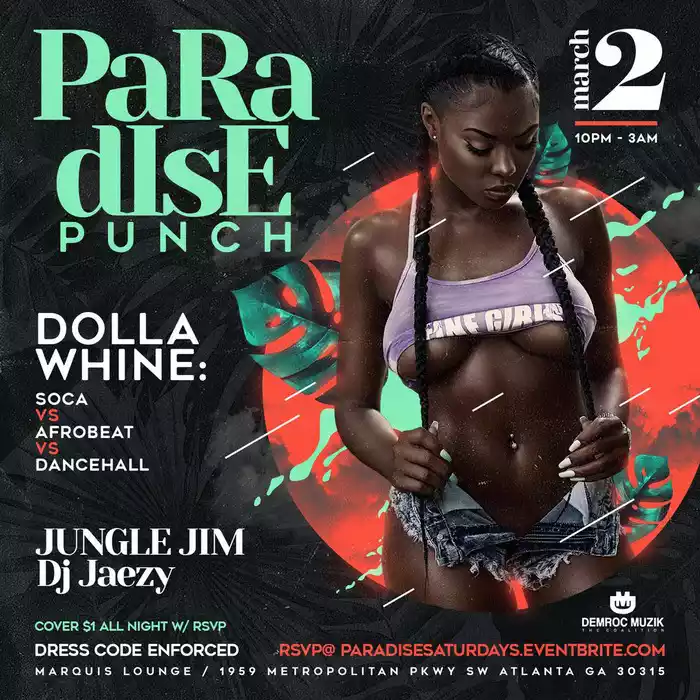 PaRa
dIsE
PUNCH
march
2
10PM - 3AM
DOLLA
WHINE:
SOCA
VS
AFROBEAT
VS
DANCEHALL
JUNGLE JIM
Dj Jaezy
COVER $1 ALL NIGHT W/ RSVP
DRESS CODE ENFORCED
RSVP@ PARADISESATURDAYS.EVENTBRITE.COM
MARQUIS LOUNGE / 1959 METROPOLITAN PKWY SW ATLANTA GA 30315
DEMROC MUZIK
THE COALITION